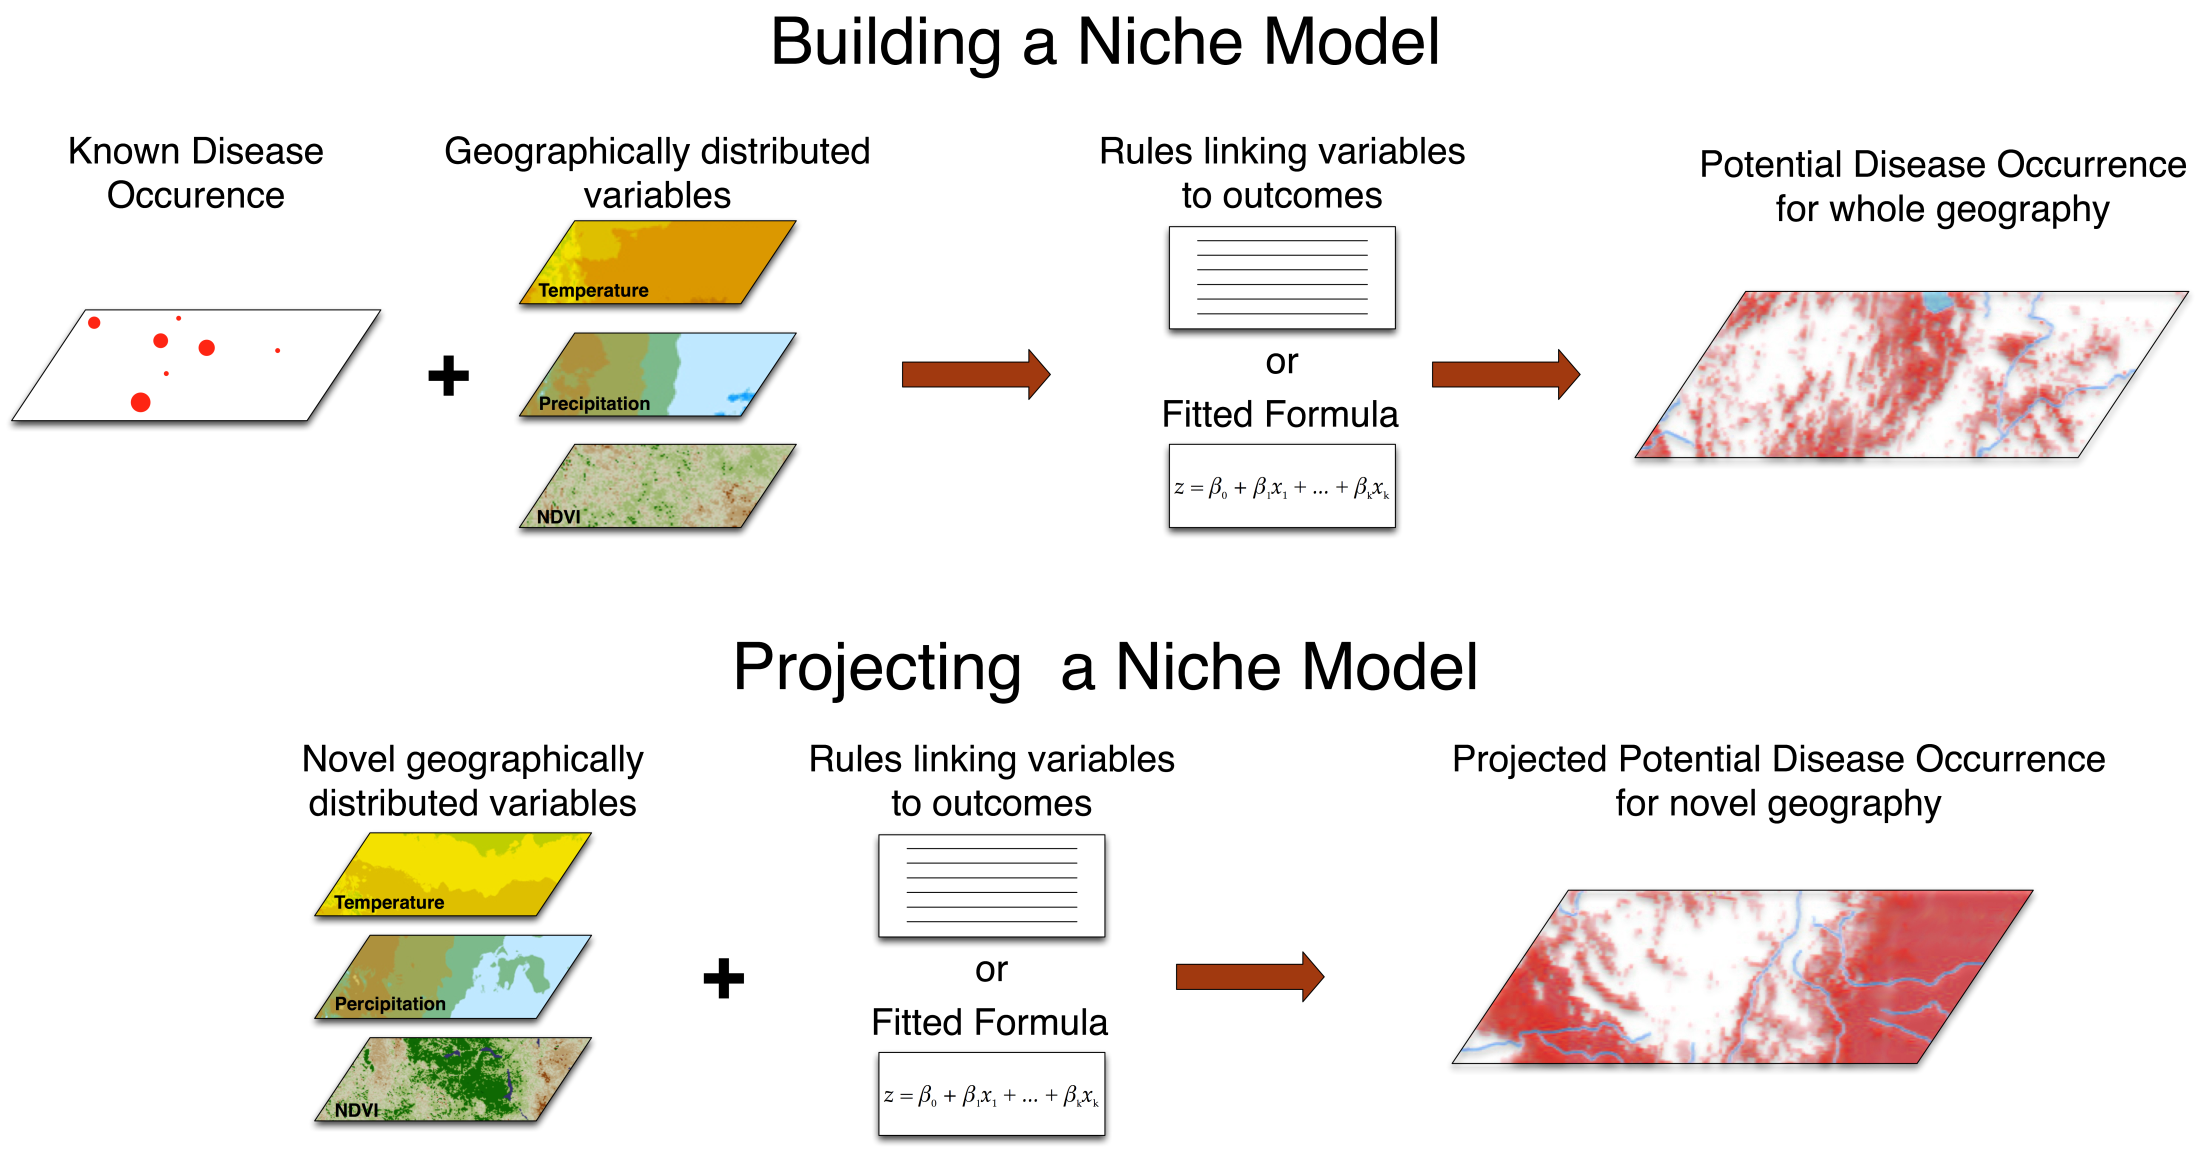 Building a Niche Model
Known Disease
Occurence
Geographically distributed
variables
Temperature
Precipitation
NDVI
Rules linking variables
to outcomes
or
Fitted Formula
z = β₀ + β₁x₁ + ... + βₖxₖ
Potential Disease Occurrence
for whole geography
Projecting a Niche Model
Novel geographically
distributed variables
Temperature
Percipitation
NDVI
Rules linking variables
to outcomes
or
Fitted Formula
z = β₀ + β₁x₁ + ... + βₖxₖ
Projected Potential Disease Occurrence
for novel geography